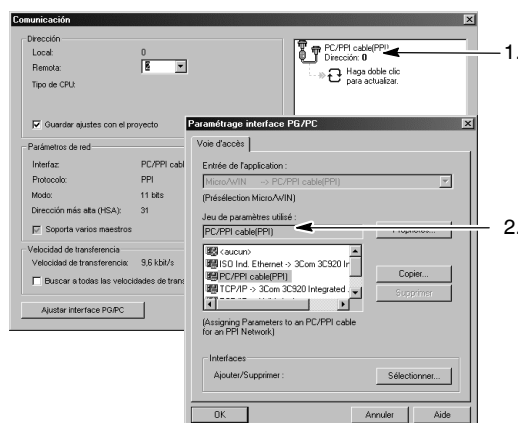 Comunicación
Dirección
Local: 0
Remota: 2
Tipo de CPU:
Guardar ajustes con el proyecto
Parámetros de red
Interfaz: PC/PPI cabl
Protocolo: PPI
Modo: 11 bits
Dirección más alta (HSA): 31
Soporta varios maestros
Velocidad de transferencia
Velocidad de transferencia: 9,6 kbit/s
Buscar a todas las velocidades de trans
Ajustar interface PG/PC
PC/PPI cable(PPI)
Dirección: 0
Haga doble clic
para actualizar.
1.
Paramétrage interface PG/PC
Voie d'accès
Entrée de l'application :
Micro/WIN -> PC/PPI cable(PPI)
(Présélection Micro/WIN)
Jeu de paramètres utilisé :
PC/PPI cable(PPI)
2.
Propriétés...
<aucun>
ISO Ind. Ethernet -> 3Com 3C920 Ir
PC/PPI cable(PPI)
TCP/IP -> 3Com 3C920 Integrated .
Copier...
Supprimer
(Assigning Parameters to an PC/PPI cable
for an PPI Network)
Interfaces
Ajouter/Supprimer :
Sélectionner...
OK
Annuler
Aide